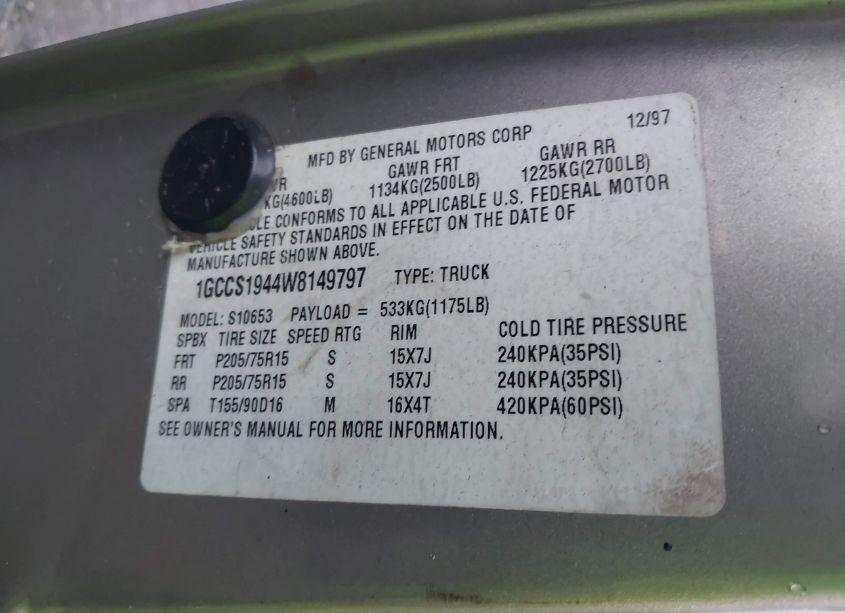 MFD BY GENERAL MOTORS CORP 12/97
GAWR FRT GAWR RR
KG(4600LB) 1134KG(2500LB) 1225KG(2700LB)
CONFORMS TO ALL APPLICABLE U.S. FEDERAL MOTOR
VEHICLE SAFETY STANDARDS IN EFFECT ON THE DATE OF
MANUFACTURE SHOWN ABOVE.
1GCCS1944W8149797 TYPE: TRUCK
MODEL: S10653 PAYLOAD = 533KG(1175LB)
SPBX TIRE SIZE SPEED RTG RIM COLD TIRE PRESSURE
FRT P205/75R15 S 15X7J 240KPA(35PSI)
RR P205/75R15 S 15X7J 240KPA(35PSI)
SPA T155/90D16 M 16X4T 420KPA(60PSI)
SEE OWNER'S MANUAL FOR MORE INFORMATION.